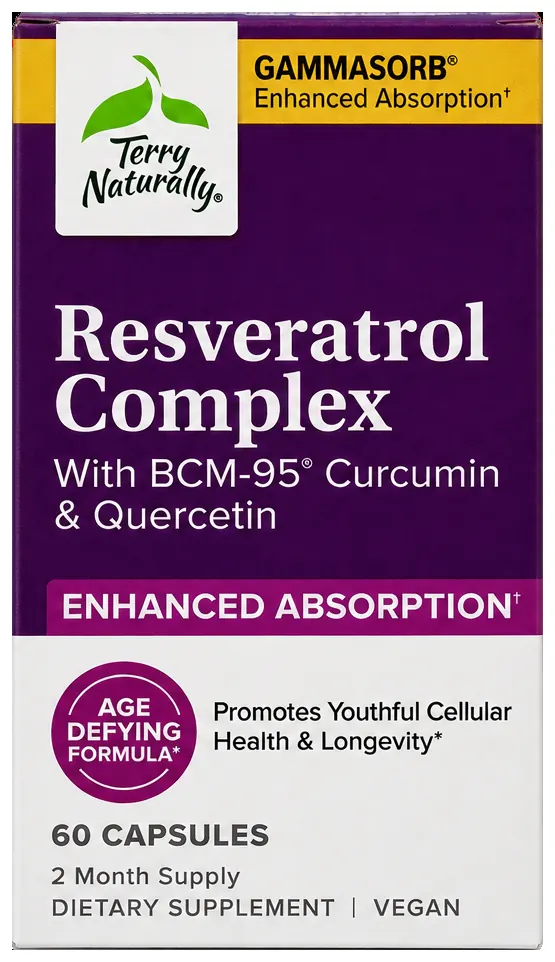 GAMMASORB®
Enhanced Absorption†
Terry
Naturally®
Resveratrol
Complex
With BCM-95® Curcumin
& Quercetin
ENHANCED ABSORPTION†
AGE
DEFYING
FORMULA*
Promotes Youthful Cellular
Health & Longevity*
60 CAPSULES
2 Month Supply
DIETARY SUPPLEMENT | VEGAN